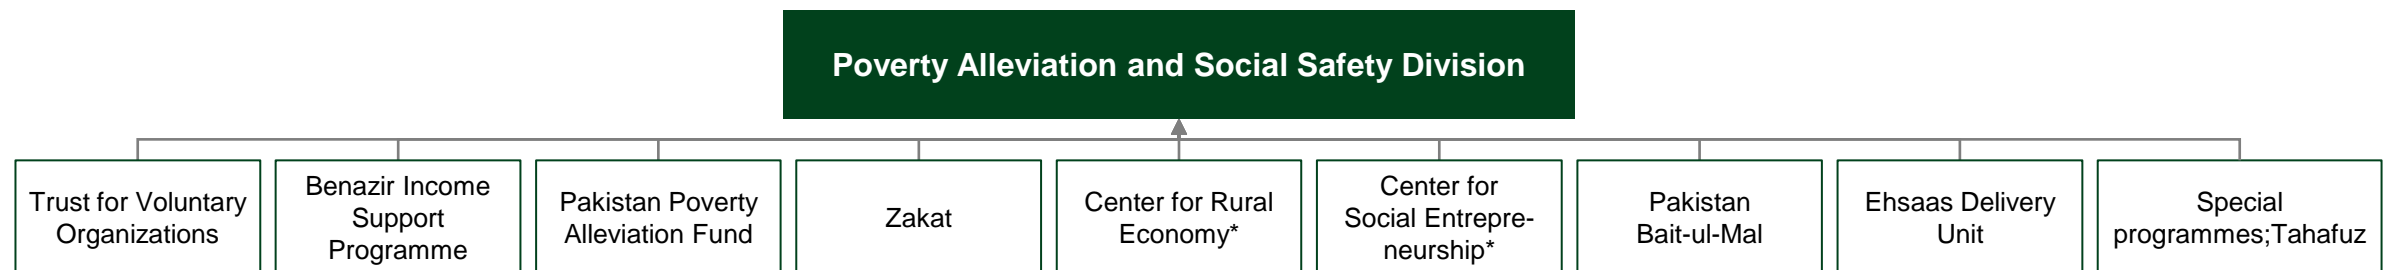 Poverty Alleviation and Social Safety Division
Trust for Voluntary
Organizations
Benazir Income
Support
Programme
Pakistan Poverty
Alleviation Fund
Zakat
Center for Rural
Economy*
Center for
Social Entrepre-
neurship*
Pakistan
Bait-ul-Mal
Ehsaas Delivery
Unit
Special
programmes;Tahafuz